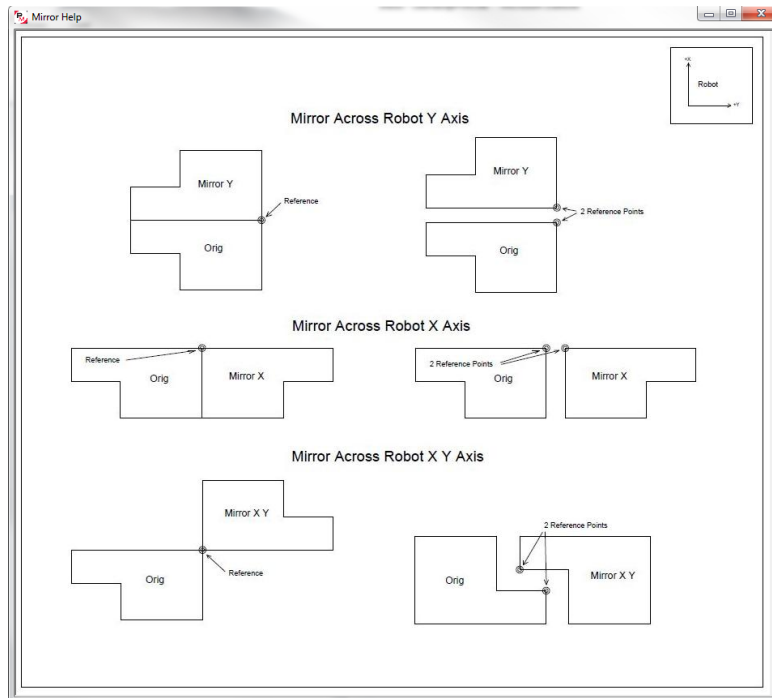 Mirror Help
+X
Robot
+Y
Mirror Across Robot Y Axis
Mirror Y
Reference
Orig
Mirror Y
2 Reference Points
Orig
Mirror Across Robot X Axis
Reference
Orig
Mirror X
2 Reference Points
Orig
Mirror X
Mirror Across Robot X Y Axis
Mirror X Y
Orig
Reference
2 Reference Points
Orig
Mirror X Y